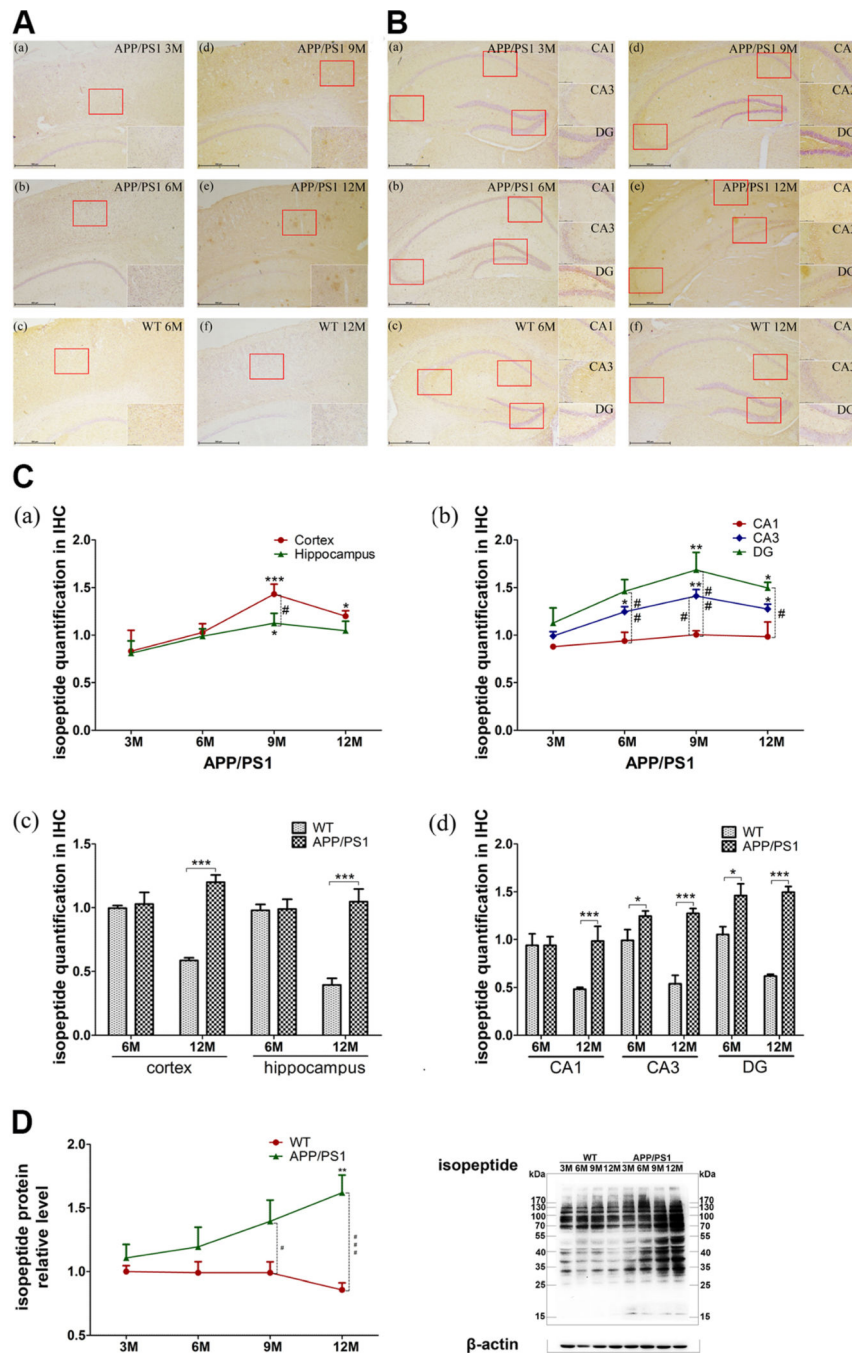 A
B
(a) APP/PS1 3M
(d) APP/PS1 9M
(b) APP/PS1 6M
(e) APP/PS1 12M
(c) WT 6M
(f) WT 12M
(a) APP/PS1 3M
CA1
CA3
DG
(d) APP/PS1 9M
CA
CA3
DG
(b) APP/PS1 6M
CA1
CA3
DG
(e) APP/PS1 12M
CA
CA3
DG
(c) WT 6M
CA1
CA3
DG
(f) WT 12M
CA
CA3
DG
C
(a)
isopeptide quantification in IHC
2.0
1.5
1.0
0.5
0.0
Cortex
Hippocampus
***
#
*
*
3M 6M 9M 12M
APP/PS1
(b)
isopeptide quantification in IHC
2.0
1.5
1.0
0.5
0.0
CA1
CA3
DG
*
#
#
**
**
#
#
#
*
*
#
3M 6M 9M 12M
APP/PS1
(c)
isopeptide quantification in IHC
1.5
1.0
0.5
0.0
WT
APP/PS1
***
***
6M 12M 6M 12M
cortex hippocampus
(d)
isopeptide quantification in IHC
2.0
1.5
1.0
0.5
0.0
WT
APP/PS1
***
*
***
*
***
6M 12M 6M 12M 6M 12M
CA1 CA3 DG
D
isopeptide protein
relative level
2.0
1.5
1.0
0.5
WT
APP/PS1
**
#
#
#
#
3M 6M 9M 12M
isopeptide
WT APP/PS1
kDa 3M 6M 9M 12M 3M 6M 9M 12M kDa
170 170
130 130
100 100
70 70
55 55
40 40
35 35
25 25
15 15
β-actin